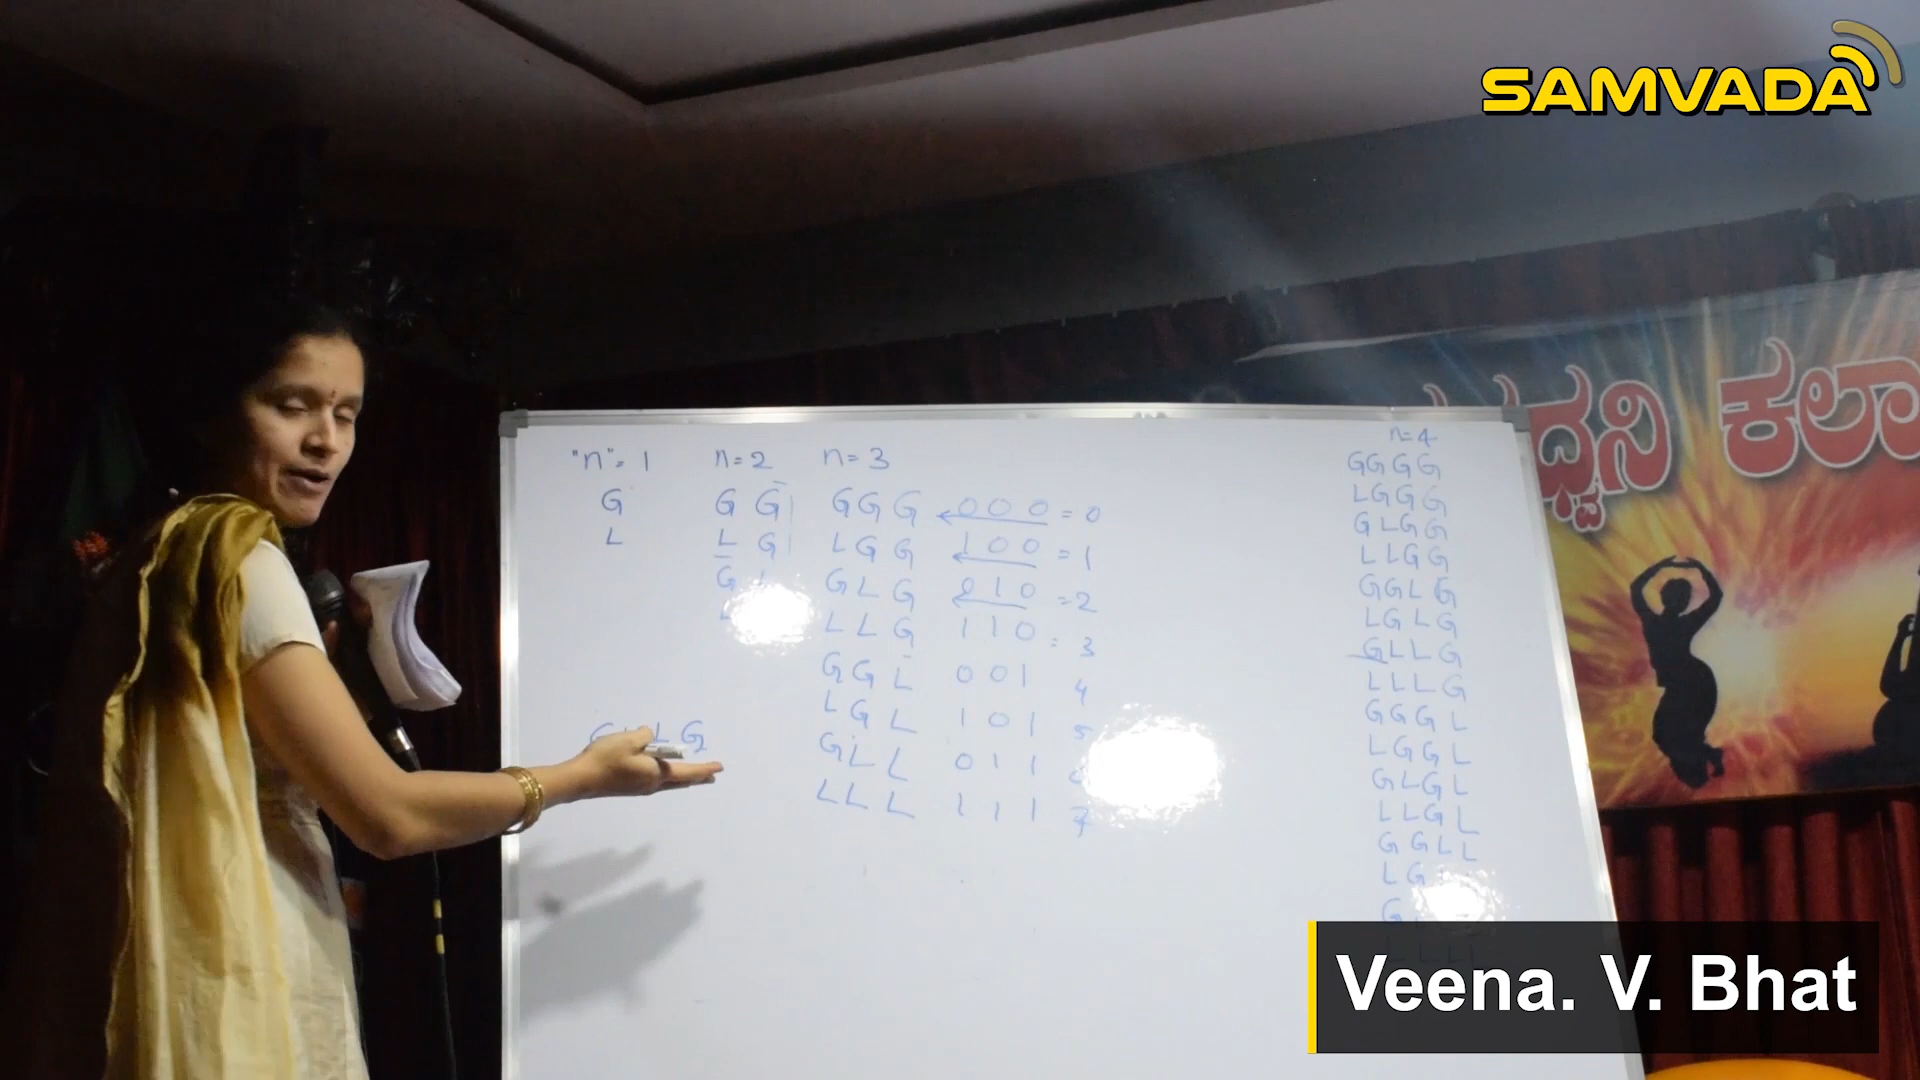 SAMVADA
"n"= 1 n=2 n=3 n=4
G
L
G G
L G
G L
L
GGG 000 = 0
LGG 100 = 1
GLG 010 = 2
LLG 110 = 3
GGL 001 4
LGL 101 5
GLL 011
LLL 111 7
GGGG
LGGG
GLGG
LLGG
GGLG
LGLG
GLLG
LLLG
GGGL
LGGL
GLGL
LLGL
GGLL
LG
G
ಧ್ವನಿ ಕಲಾ
Veena. V. Bhat